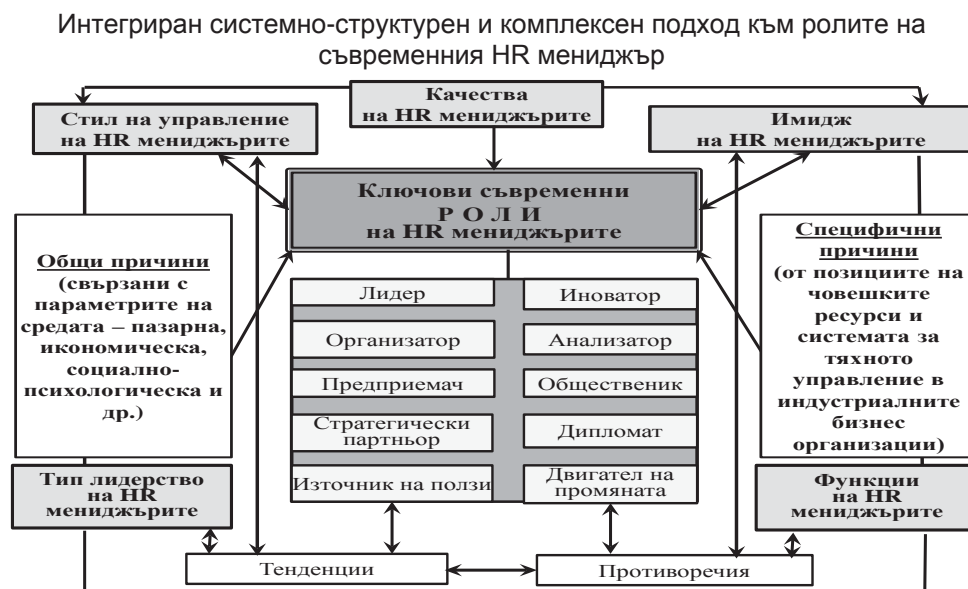 Интегриран системно-структурен и комплексен подход към ролите на
съвременния HR мениджър
Качества
на HR мениджърите
Стил на управление
на HR мениджърите
Имидж
на HR мениджърите
Ключови съвременни
Р О Л И
на HR мениджърите
Общи причини
(свързани с
параметрите на
средата – пазарна,
икономическа,
социално-
психологическа и
др.)
Специфични
причини
(от позициите на
човешките
ресурси и
системата за
тяхното
управление в
индустриалните
бизнес
организации)
Лидер
Иноватор
Организатор
Анализатор
Предприемач
Общественик
Стратегически
партньор
Дипломат
Източник на ползи
Двигател на
промяната
Тип лидерство
на HR
мениджърите
Функции
на HR
мениджърите
Тенденции
Противоречия